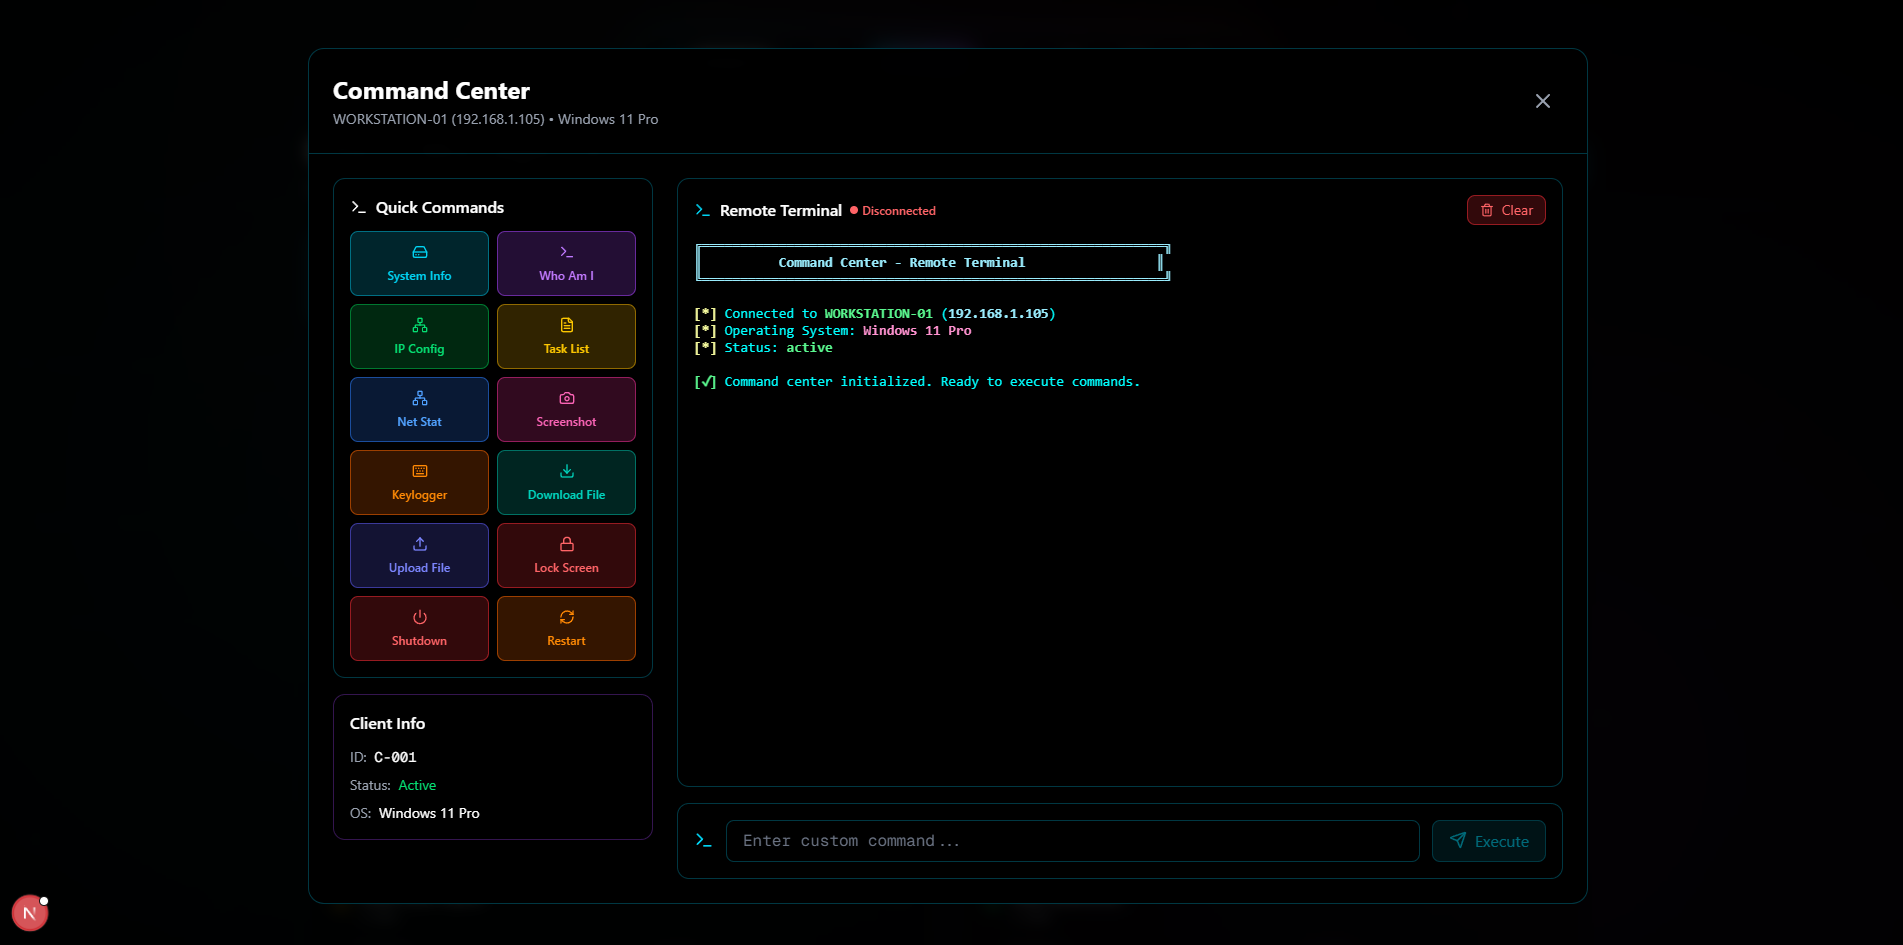 Command Center
WORKSTATION-01 (192.168.1.105) • Windows 11 Pro
Quick Commands
System Info
Who Am I
IP Config
Task List
Net Stat
Screenshot
Keylogger
Download File
Upload File
Lock Screen
Shutdown
Restart
Client Info
ID: C-001
Status: Active
OS: Windows 11 Pro
Remote Terminal Disconnected
Clear
Command Center - Remote Terminal
[*] Connected to WORKSTATION-01 (192.168.1.105)
[*] Operating System: Windows 11 Pro
[*] Status: active
[✓] Command center initialized. Ready to execute commands.
Enter custom command...
Execute
N